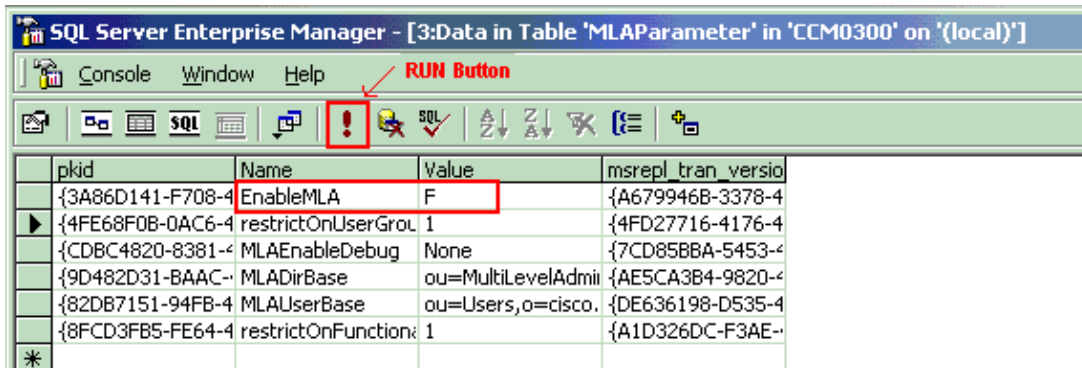 SQL Server Enterprise Manager - [3:Data in Table 'MLAParameter' in 'CCM0300' on '(local)']
Console Window Help RUN Button
SQL SQL
pkid Name Value msrepl_tran_versio
{3A86D141-F708-4 EnableMLA F {A679946B-3378-4
{4FE68F0B-0AC6-4 restrictOnUserGrou 1 {4FD27716-4176-4
{CDBC4820-8381-4 MLAEnableDebug None {7CD85BBA-5453-4
{9D482D31-BAAC- MLADirBase ou=MultiLevelAdmi {AE5CA3B4-9820-4
{82DB7151-94FB-4 MLAUserBase ou=Users,o=cisco. {DE636198-D535-4
{8FCD3FB5-FE64-4 restrictOnFunctiona 1 {A1D326DC-F3AE-